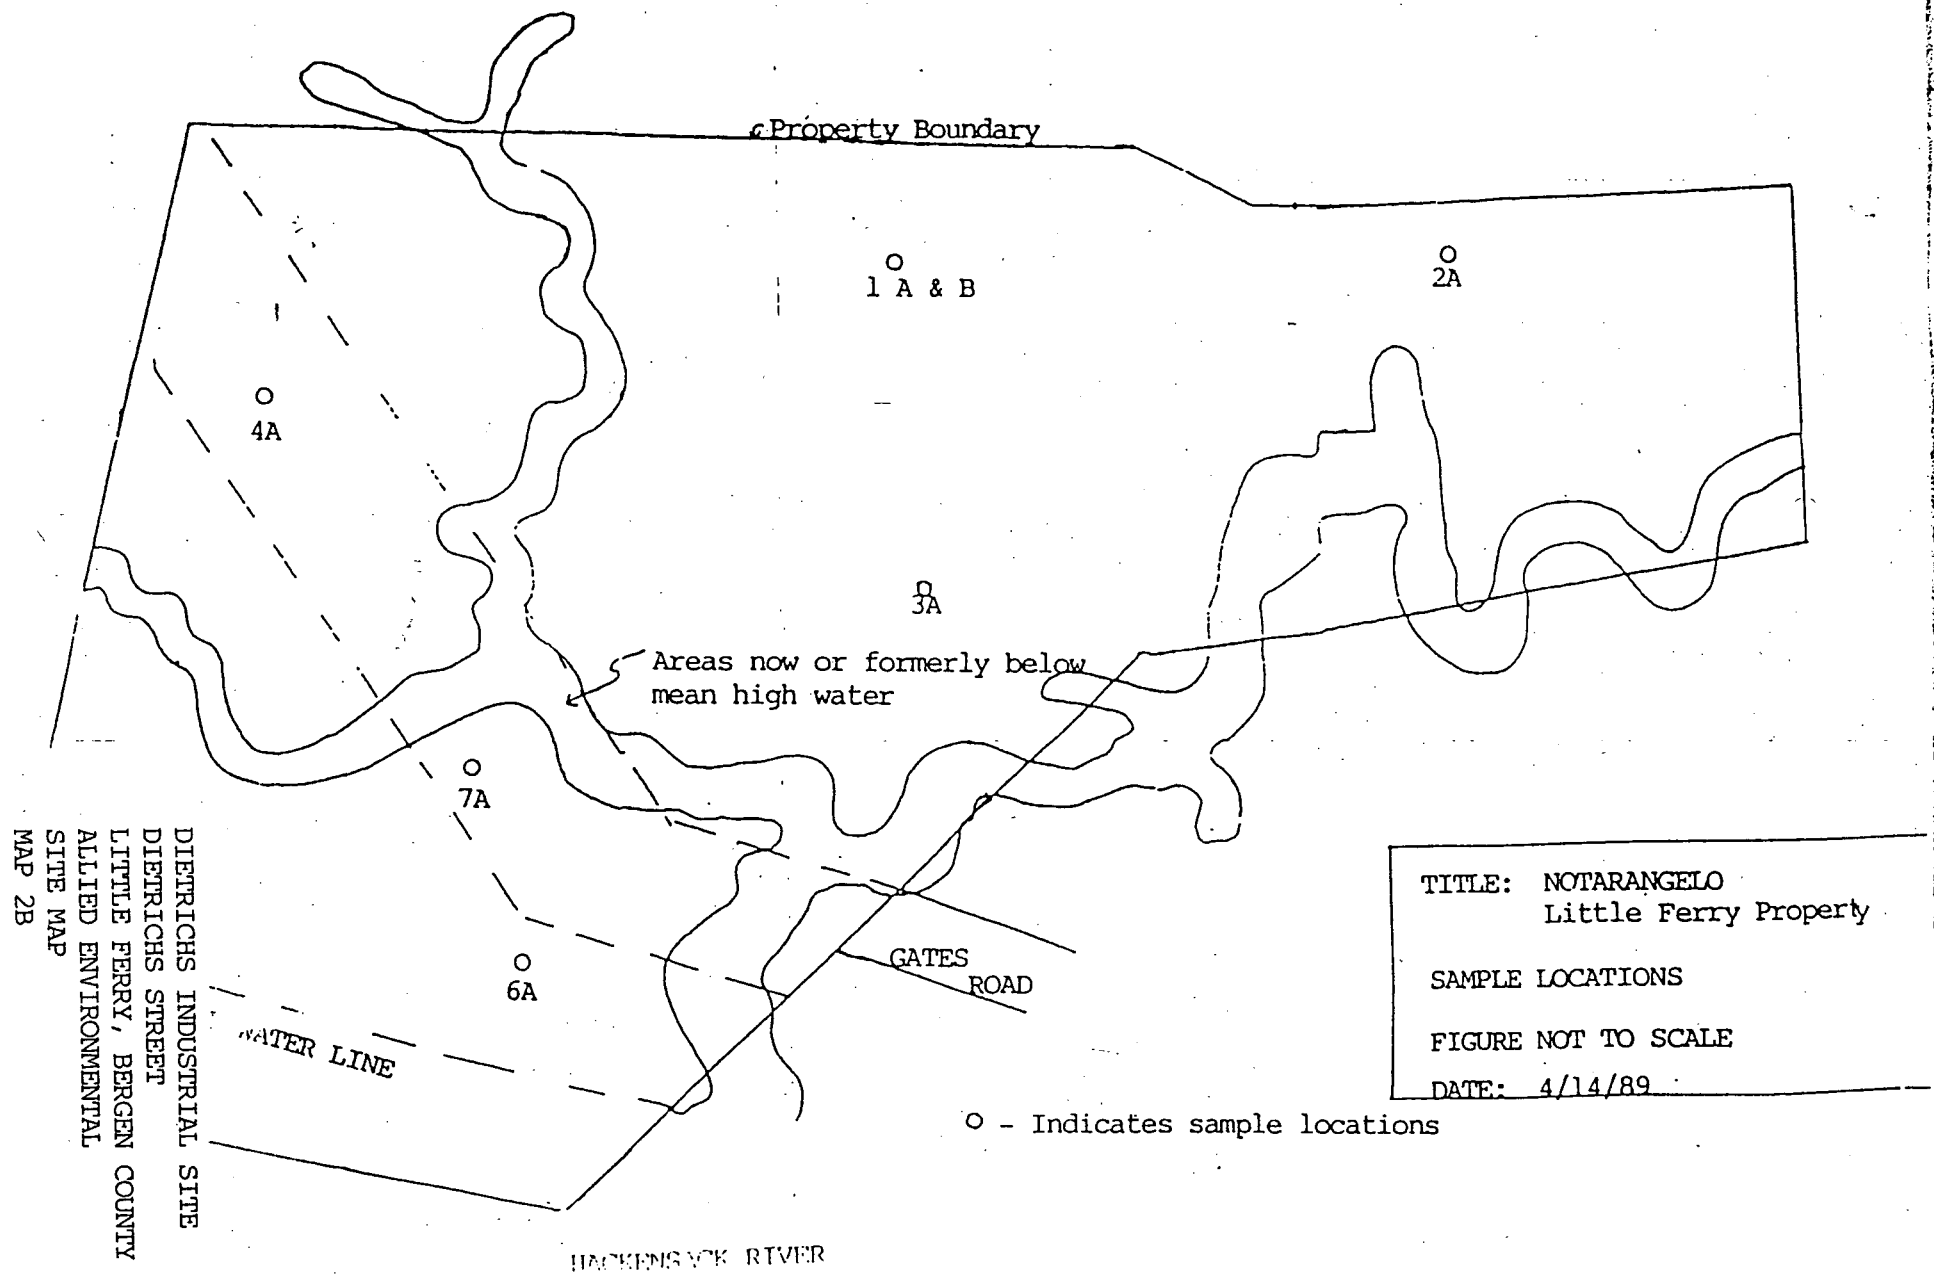 Property Boundary
1 A & B
2A
4A
3A
Areas now or formerly below
mean high water
7A
6A
GATES
ROAD
WATER LINE
TITLE: NOTARANGELO
Little Ferry Property
SAMPLE LOCATIONS
FIGURE NOT TO SCALE
DATE: 4/14/89
O - Indicates sample locations
HACKENSACK RIVER
DIETRICHS INDUSTRIAL SITE
DIETRICHS STREET
LITTLE FERRY, BERGEN COUNTY
ALLIED ENVIRONMENTAL
SITE MAP
MAP 2B